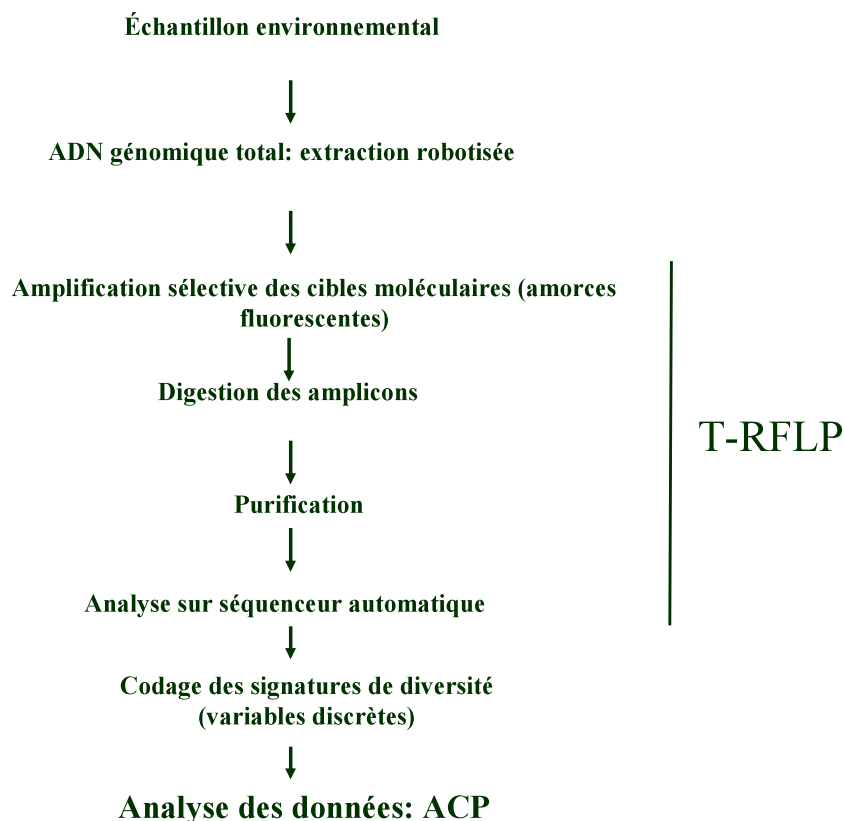 Échantillon environnemental
ADN génomique total: extraction robotisée
Amplification sélective des cibles moléculaires (amorces
fluorescentes)
Digestion des amplicons
T-RFLP
Purification
Analyse sur séquenceur automatique
Codage des signatures de diversité
(variables discrètes)
Analyse des données: ACP